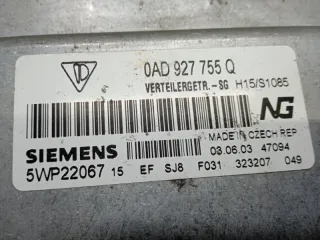 0AD 927 755 Q
VERTEILERGETR.-SG H15/S1085
NG
MADE IN CZECH REP
SIEMENS 03.06.03 47094
5WP22067 15 EF SJ8 F031 323207 049